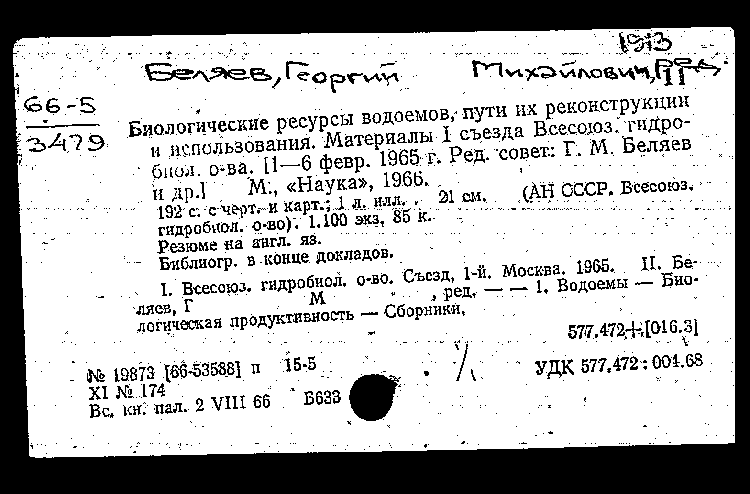 1913
Беляев, Георгий Михайлович, ред.
66-5
3479
Биологические ресурсы водоемов, пути их реконструкции
и использования. Материалы I съезда Всесоюз. гидро-
биол. о-ва. [1—6 февр. 1965 г. Ред. совет: Г. М. Беляев
и др.] М., «Наука», 1966.
192 с. с черт. и карт.; 1 л. илл. 21 см. (АН СССР. Всесоюз.
гидробиол. о-во). 1.100 экз. 85 к.
Резюме на англ. яз.
Библиогр. в конце докладов.
I. Всесоюз. гидробиол. о-во. Съезд, 1-й. Москва. 1965. II. Бе-
ляев, Г М , ред. — — 1. Водоемы — Био-
логическая продуктивность — Сборники.
577.472+[016.3]
№ 19873 [66-53588] п 15-5 УДК 577.472 : 004.68
XI № 174
Вс. кн. пал. 2 VIII 66 Б633